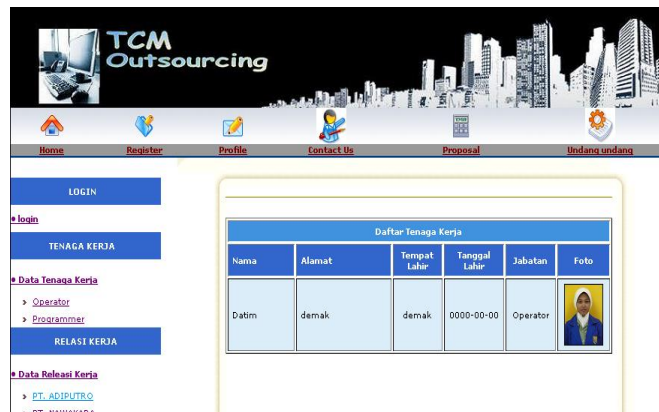 TCM
Outsourcing
Home Register Profile Contact Us Proposal Undang undang
LOGIN
login
TENAGA KERJA
Data Tenaga Kerja
Operator
Programmer
RELASI KERJA
Data Releasi Kerja
PT. ADIPUTRO
Daftar Tenaga Kerja
Nama Alamat Tempat Lahir Tanggal Lahir Jabatan Foto
Datim demak demak 0000-00-00 Operator